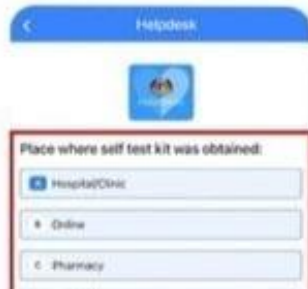 Helpdesk
Place where self test kit was obtained:
A Hospital/Clinic
B Online
C Pharmacy